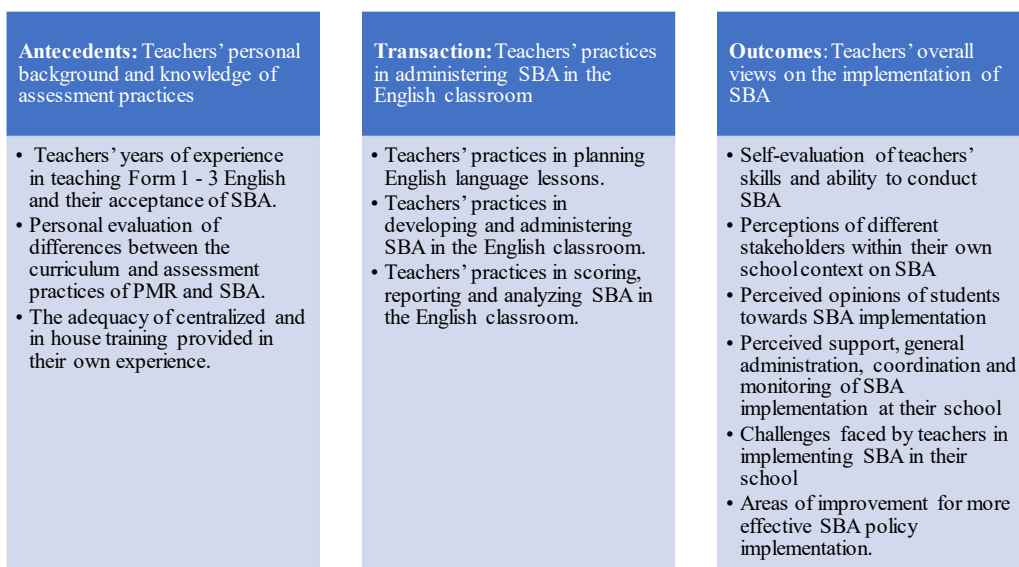 Antecedents: Teachers' personal
background and knowledge of
assessment practices
• Teachers' years of experience
in teaching Form 1 - 3 English
and their acceptance of SBA.
• Personal evaluation of
differences between the
curriculum and assessment
practices of PMR and SBA.
• The adequacy of centralized and
in house training provided in
their own experience.
Transaction: Teachers' practices
in administering SBA in the
English classroom
• Teachers' practices in planning
English language lessons.
• Teachers' practices in
developing and administering
SBA in the English classroom.
• Teachers' practices in scoring,
reporting and analyzing SBA in
the English classroom.
Outcomes: Teachers' overall
views on the implementation of
SBA
• Self-evaluation of teachers'
skills and ability to conduct
SBA
• Perceptions of different
stakeholders within their own
school context on SBA
• Perceived opinions of students
towards SBA implementation
• Perceived support, general
administration, coordination and
monitoring of SBA
implementation at their school
• Challenges faced by teachers in
implementing SBA in their
school
• Areas of improvement for more
effective SBA policy
implementation.